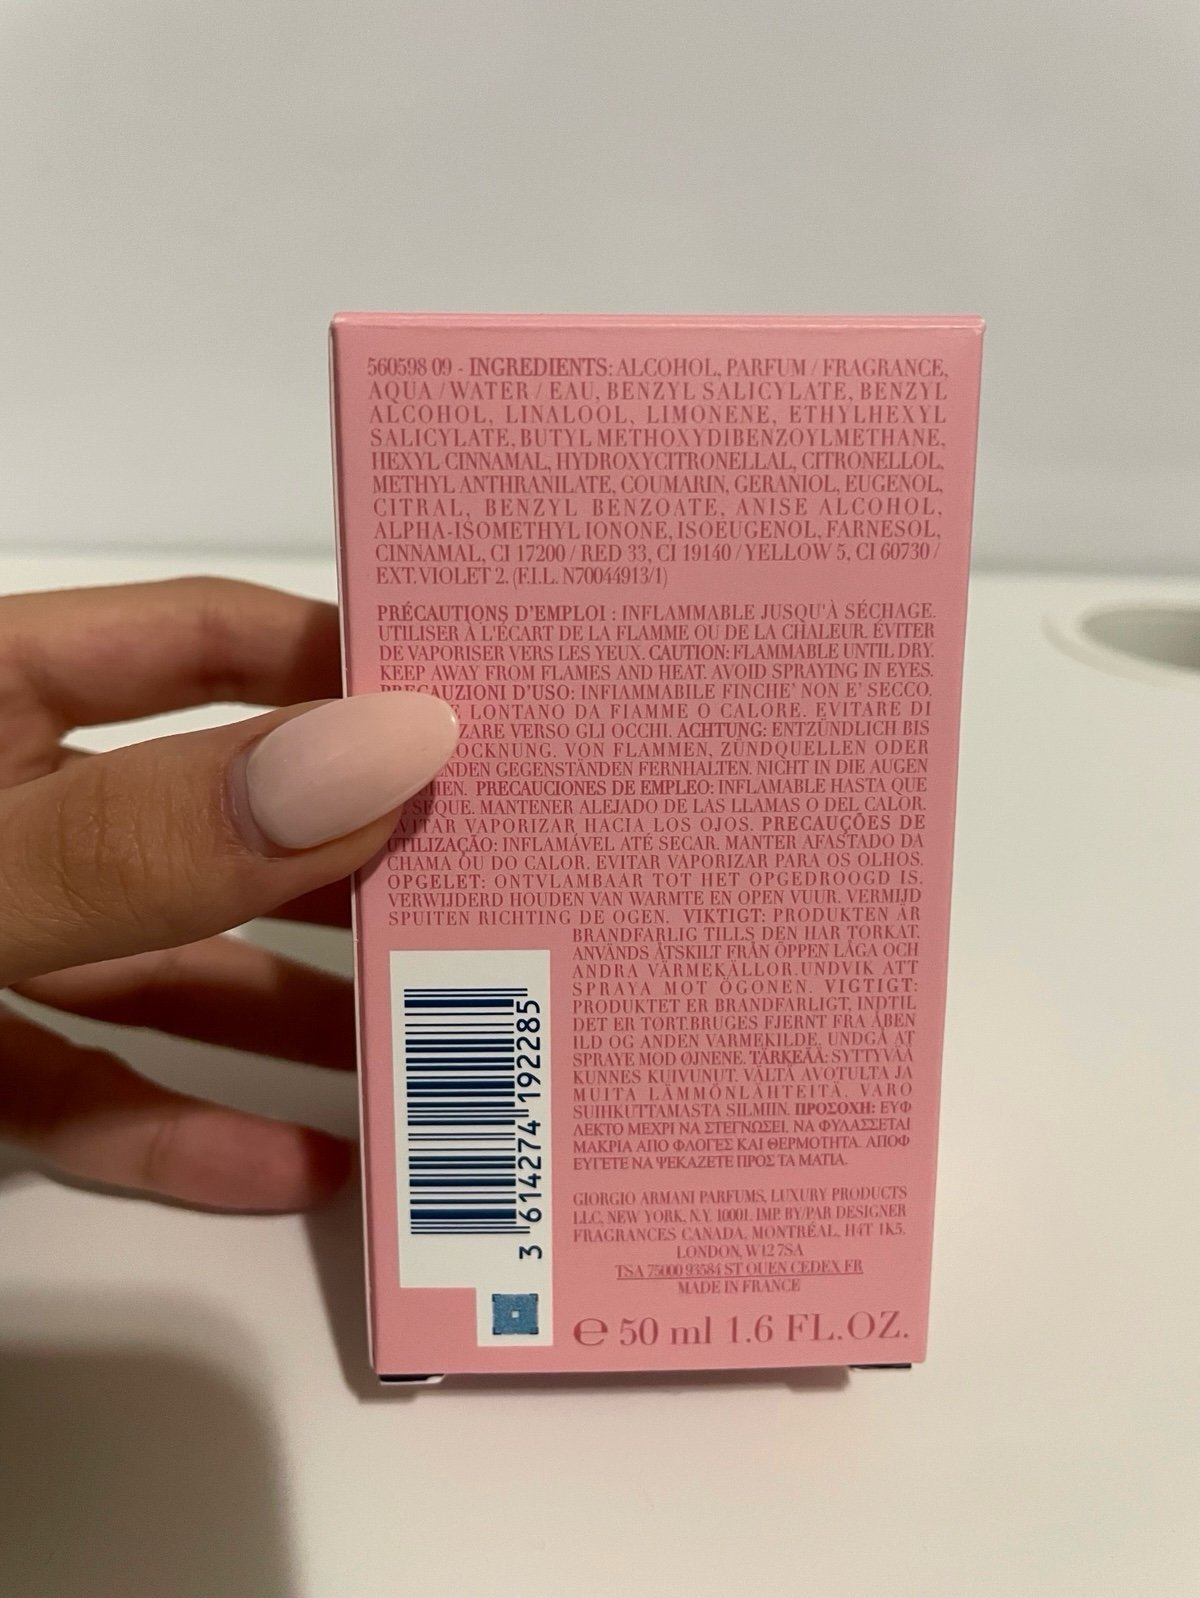 560598 09 - INGREDIENTS: ALCOHOL, PARFUM / FRAGRANCE,
AQUA / WATER / EAU, BENZYL SALICYLATE, BENZYL
ALCOHOL, LINALOOL, LIMONENE, ETHYLHEXYL
SALICYLATE, BUTYL METHOXYDIBENZOYLMETHANE,
HEXYL CINNAMAL, HYDROXYCITRONELLAL, CITRONELLOL,
METHYL ANTHRANILATE, COUMARIN, GERANIOL, EUGENOL,
CITRAL, BENZYL BENZOATE, ANISE ALCOHOL,
ALPHA-ISOMETHYL IONONE, ISOEUGENOL, FARNESOL,
CINNAMAL, CI 17200 / RED 33, CI 19140 / YELLOW 5, CI 60730 /
EXT. VIOLET 2. (F.I.L. N70044913/1)
PRÉCAUTIONS D'EMPLOI : INFLAMMABLE JUSQU'À SÉCHAGE.
UTILISER À L'ÉCART DE LA FLAMME OU DE LA CHALEUR. ÉVITER
DE VAPORISER VERS LES YEUX. CAUTION: FLAMMABLE UNTIL DRY.
KEEP AWAY FROM FLAMES AND HEAT. AVOID SPRAYING IN EYES.
PRECAUZIONI D'USO: INFIAMMABILE FINCHE' NON E' SECCO.
LONTANO DA FIAMME O CALORE. EVITARE DI
ZARE VERSO GLI OCCHI. ACHTUNG: ENTZÜNDLICH BIS
OCKNUNG. VON FLAMMEN, ZÜNDQUELLEN ODER
ENDEN GEGENSTÄNDEN FERNHALTEN. NICHT IN DIE AUGEN
HEN. PRECAUCIONES DE EMPLEO: INFLAMABLE HASTA QUE
SEQUE. MANTENER ALEJADO DE LAS LLAMAS O DEL CALOR.
EVITAR VAPORIZAR HACIA LOS OJOS. PRECAUÇÕES DE
UTILIZAÇÃO: INFLAMÁVEL ATÉ SECAR. MANTER AFASTADO DA
CHAMA OU DO CALOR. EVITAR VAPORIZAR PARA OS OLHOS.
OPGELET: ONTVLAMBAAR TOT HET OPGEDROOGD IS.
VERWIJDERD HOUDEN VAN WARMTE EN OPEN VUUR. VERMIJD
SPUITEN RICHTING DE OGEN. VIKTIGT: PRODUKTEN ÄR
BRANDFARLIG TILLS DEN HAR TORKAT.
ANVÄNDS ÅTSKILT FRÅN ÖPPEN LÅGA OCH
ANDRA VÄRMEKÄLLOR.UNDVIK ATT
SPRAYA MOT ÖGONEN. VIGTIGT:
PRODUKTET ER BRANDFARLIGT, INDTIL
DET ER TØRT.BRUGES FJERNT FRA ÅBEN
ILD OG ANDEN VARMEKILDE. UNDGÅ AT
SPRAYE MOD ØJNENE. TÄRKEÄÄ: SYTTYVÄÄ
KUNNES KUIVUNUT. VÄLTÄ AVOTULTA JA
MUITA LÄMMÖNLÄHTEITÄ. VARO
SUIHKUTTAMASTA SILMIIN. ΠΡΟΣΟΧΗ: ΕΥΦ
ΛΕΚΤΟ ΜΕΧΡΙ ΝΑ ΣΤΕΓΝΩΣΕΙ. ΝΑ ΦΥΛΑΣΣΕΤΑΙ
ΜΑΚΡΙΑ ΑΠΟ ΦΛΟΓΕΣ ΚΑΙ ΘΕΡΜΟΤΗΤΑ. ΑΠΟΦ
ΕΥΓΕΤΕ ΝΑ ΨΕΚΑΖΕΤΕ ΠΡΟΣ ΤΑ ΜΑΤΙΑ.
GIORGIO ARMANI PARFUMS, LUXURY PRODUCTS
LLC, NEW YORK, N.Y. 10001. IMP. BY/PAR DESIGNER
FRAGRANCES CANADA, MONTRÉAL, H4T 1K5.
LONDON, W12 7SA
TSA 75000 93584 ST OUEN CEDEX FR
MADE IN FRANCE
3 614274 192285
e 50 ml 1.6 FL.OZ.